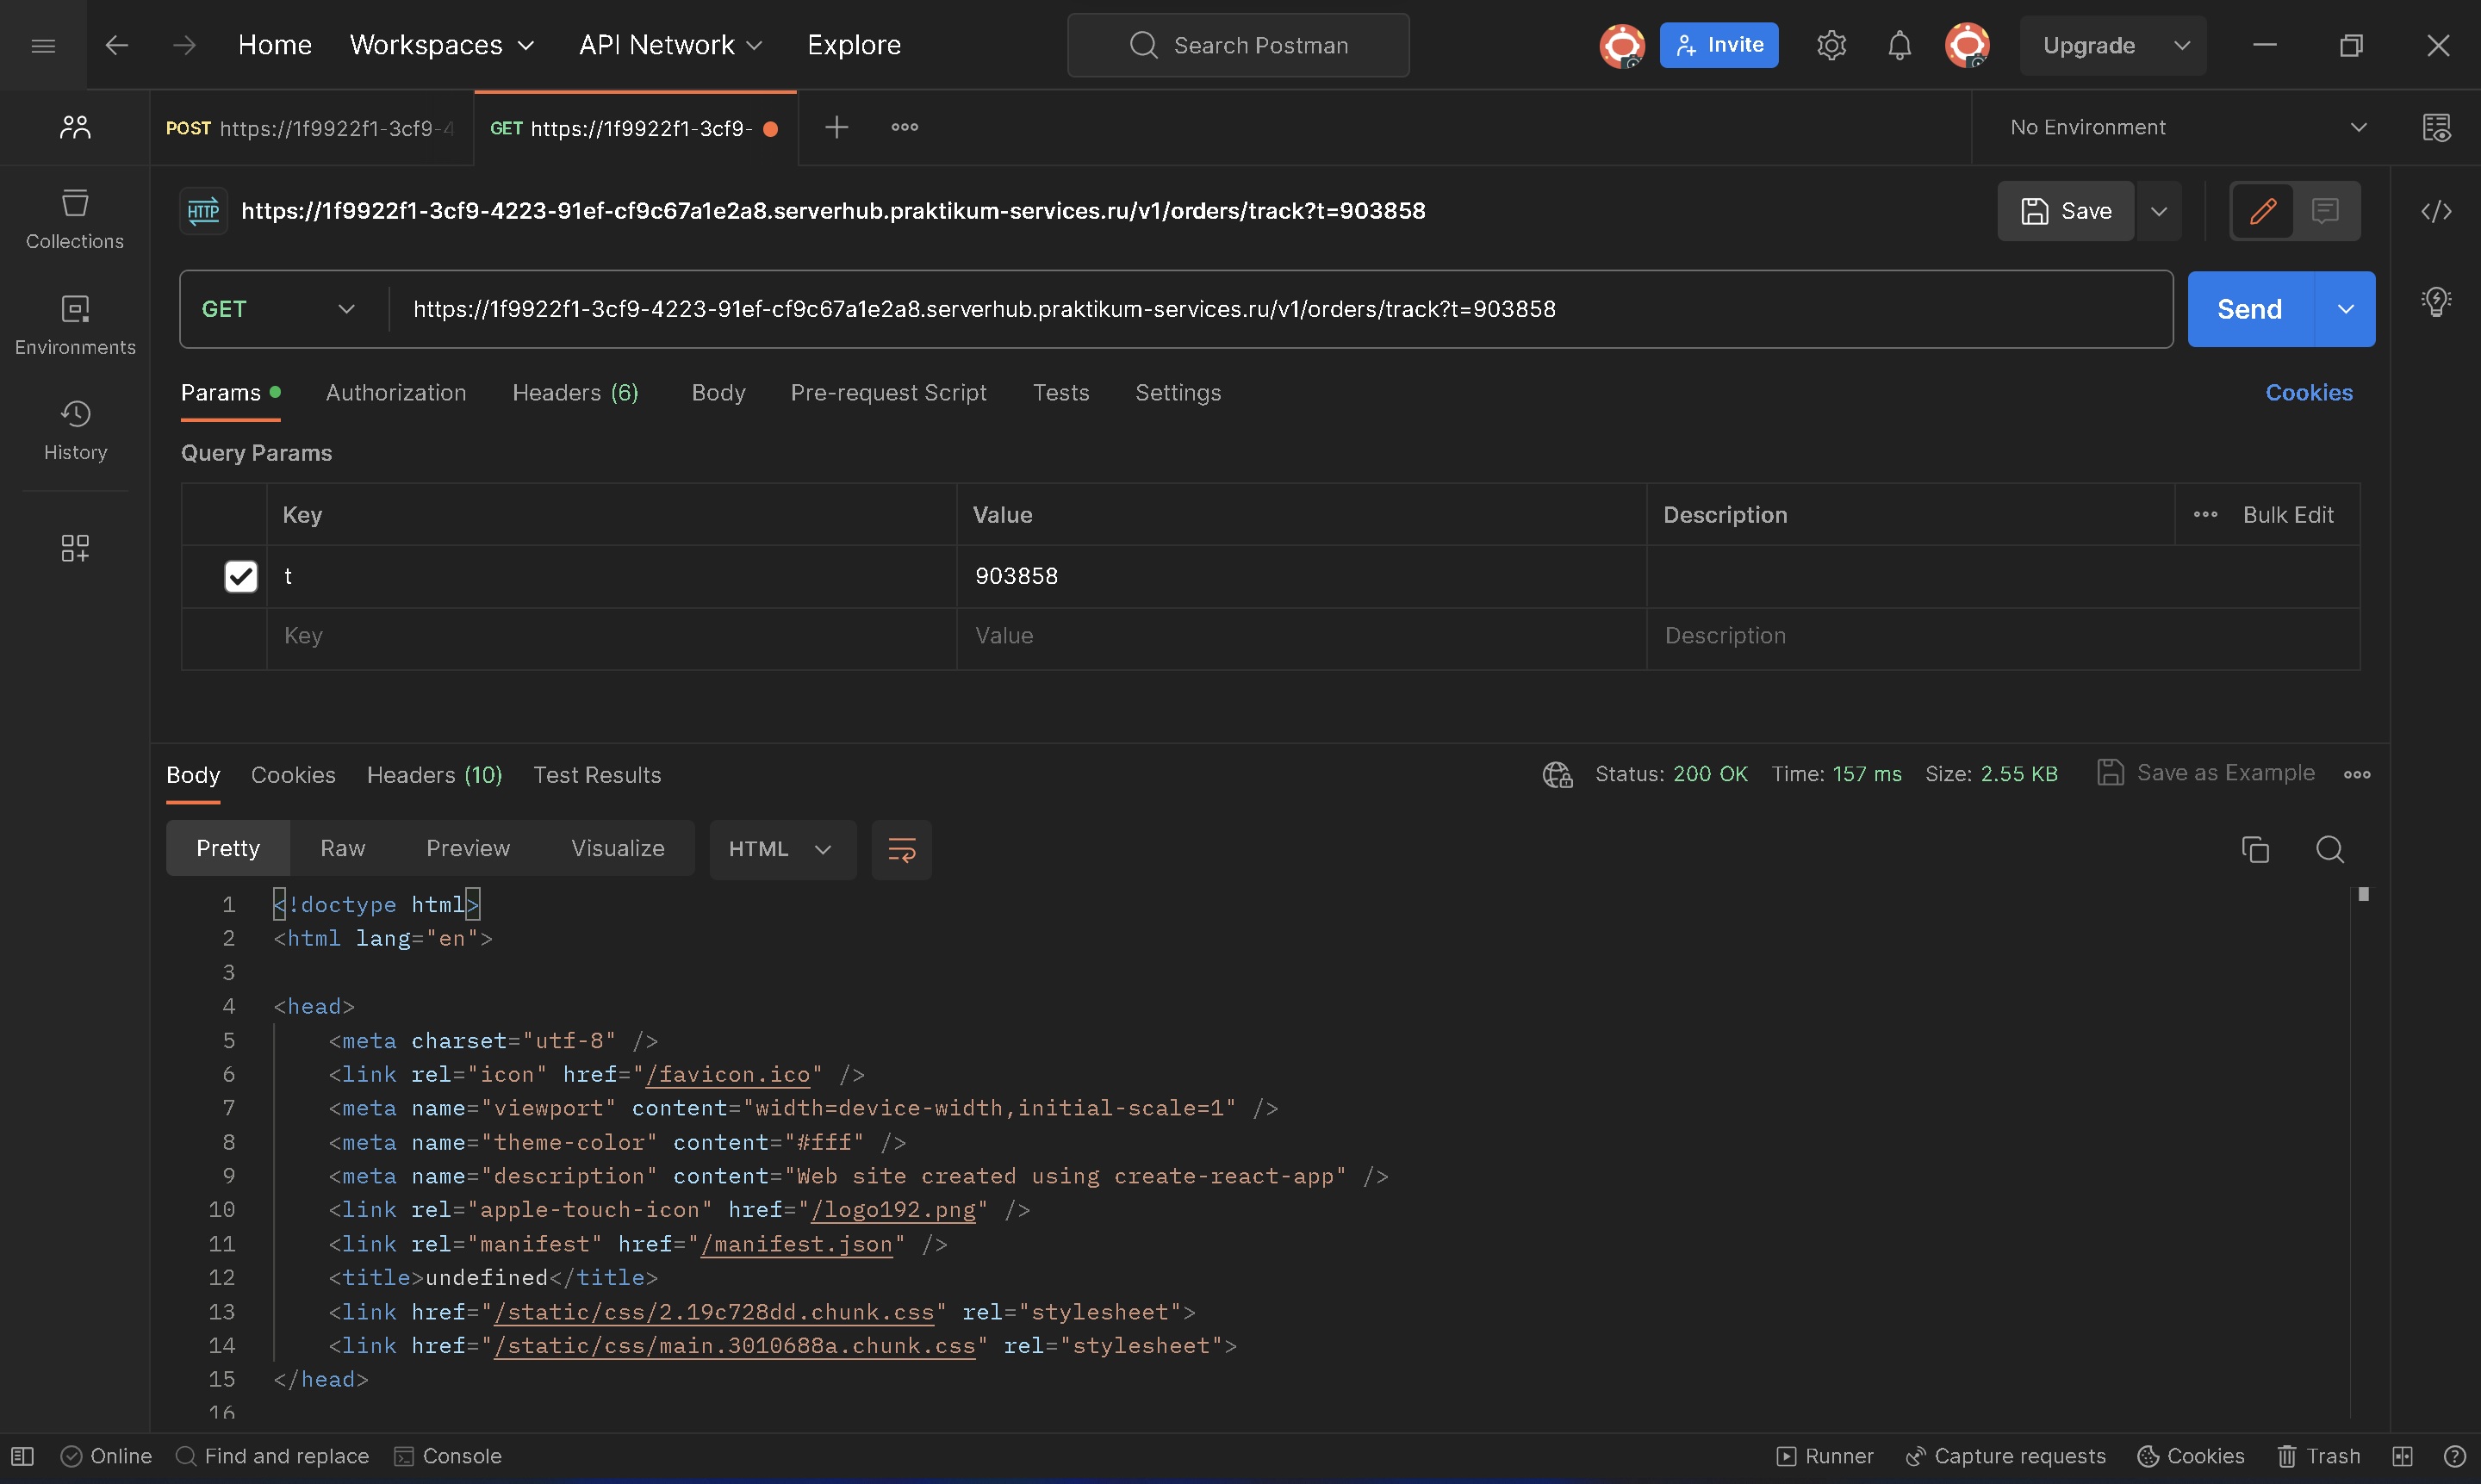 Home Workspaces API Network Explore Search Postman Invite Upgrade
POST https://1f9922f1-3cf9-4 GET https://1f9922f1-3cf9- No Environment
Collections
Environments
History
HTTP https://1f9922f1-3cf9-4223-91ef-cf9c67a1e2a8.serverhub.praktikum-services.ru/v1/orders/track?t=903858 Save
GET https://1f9922f1-3cf9-4223-91ef-cf9c67a1e2a8.serverhub.praktikum-services.ru/v1/orders/track?t=903858 Send
Params Authorization Headers (6) Body Pre-request Script Tests Settings Cookies
Query Params
Key Value Description Bulk Edit
t 903858
Key Value Description
Body Cookies Headers (10) Test Results Status: 200 OK Time: 157 ms Size: 2.55 KB Save as Example
Pretty Raw Preview Visualize HTML
1 <!doctype html>
2 <html lang="en">
3
4 <head>
5 <meta charset="utf-8" />
6 <link rel="icon" href="/favicon.ico" />
7 <meta name="viewport" content="width=device-width,initial-scale=1" />
8 <meta name="theme-color" content="#fff" />
9 <meta name="description" content="Web site created using create-react-app" />
10 <link rel="apple-touch-icon" href="/logo192.png" />
11 <link rel="manifest" href="/manifest.json" />
12 <title>undefined</title>
13 <link href="/static/css/2.19c728dd.chunk.css" rel="stylesheet">
14 <link href="/static/css/main.3010688a.chunk.css" rel="stylesheet">
15 </head>
16
Online Find and replace Console Runner Capture requests Cookies Trash